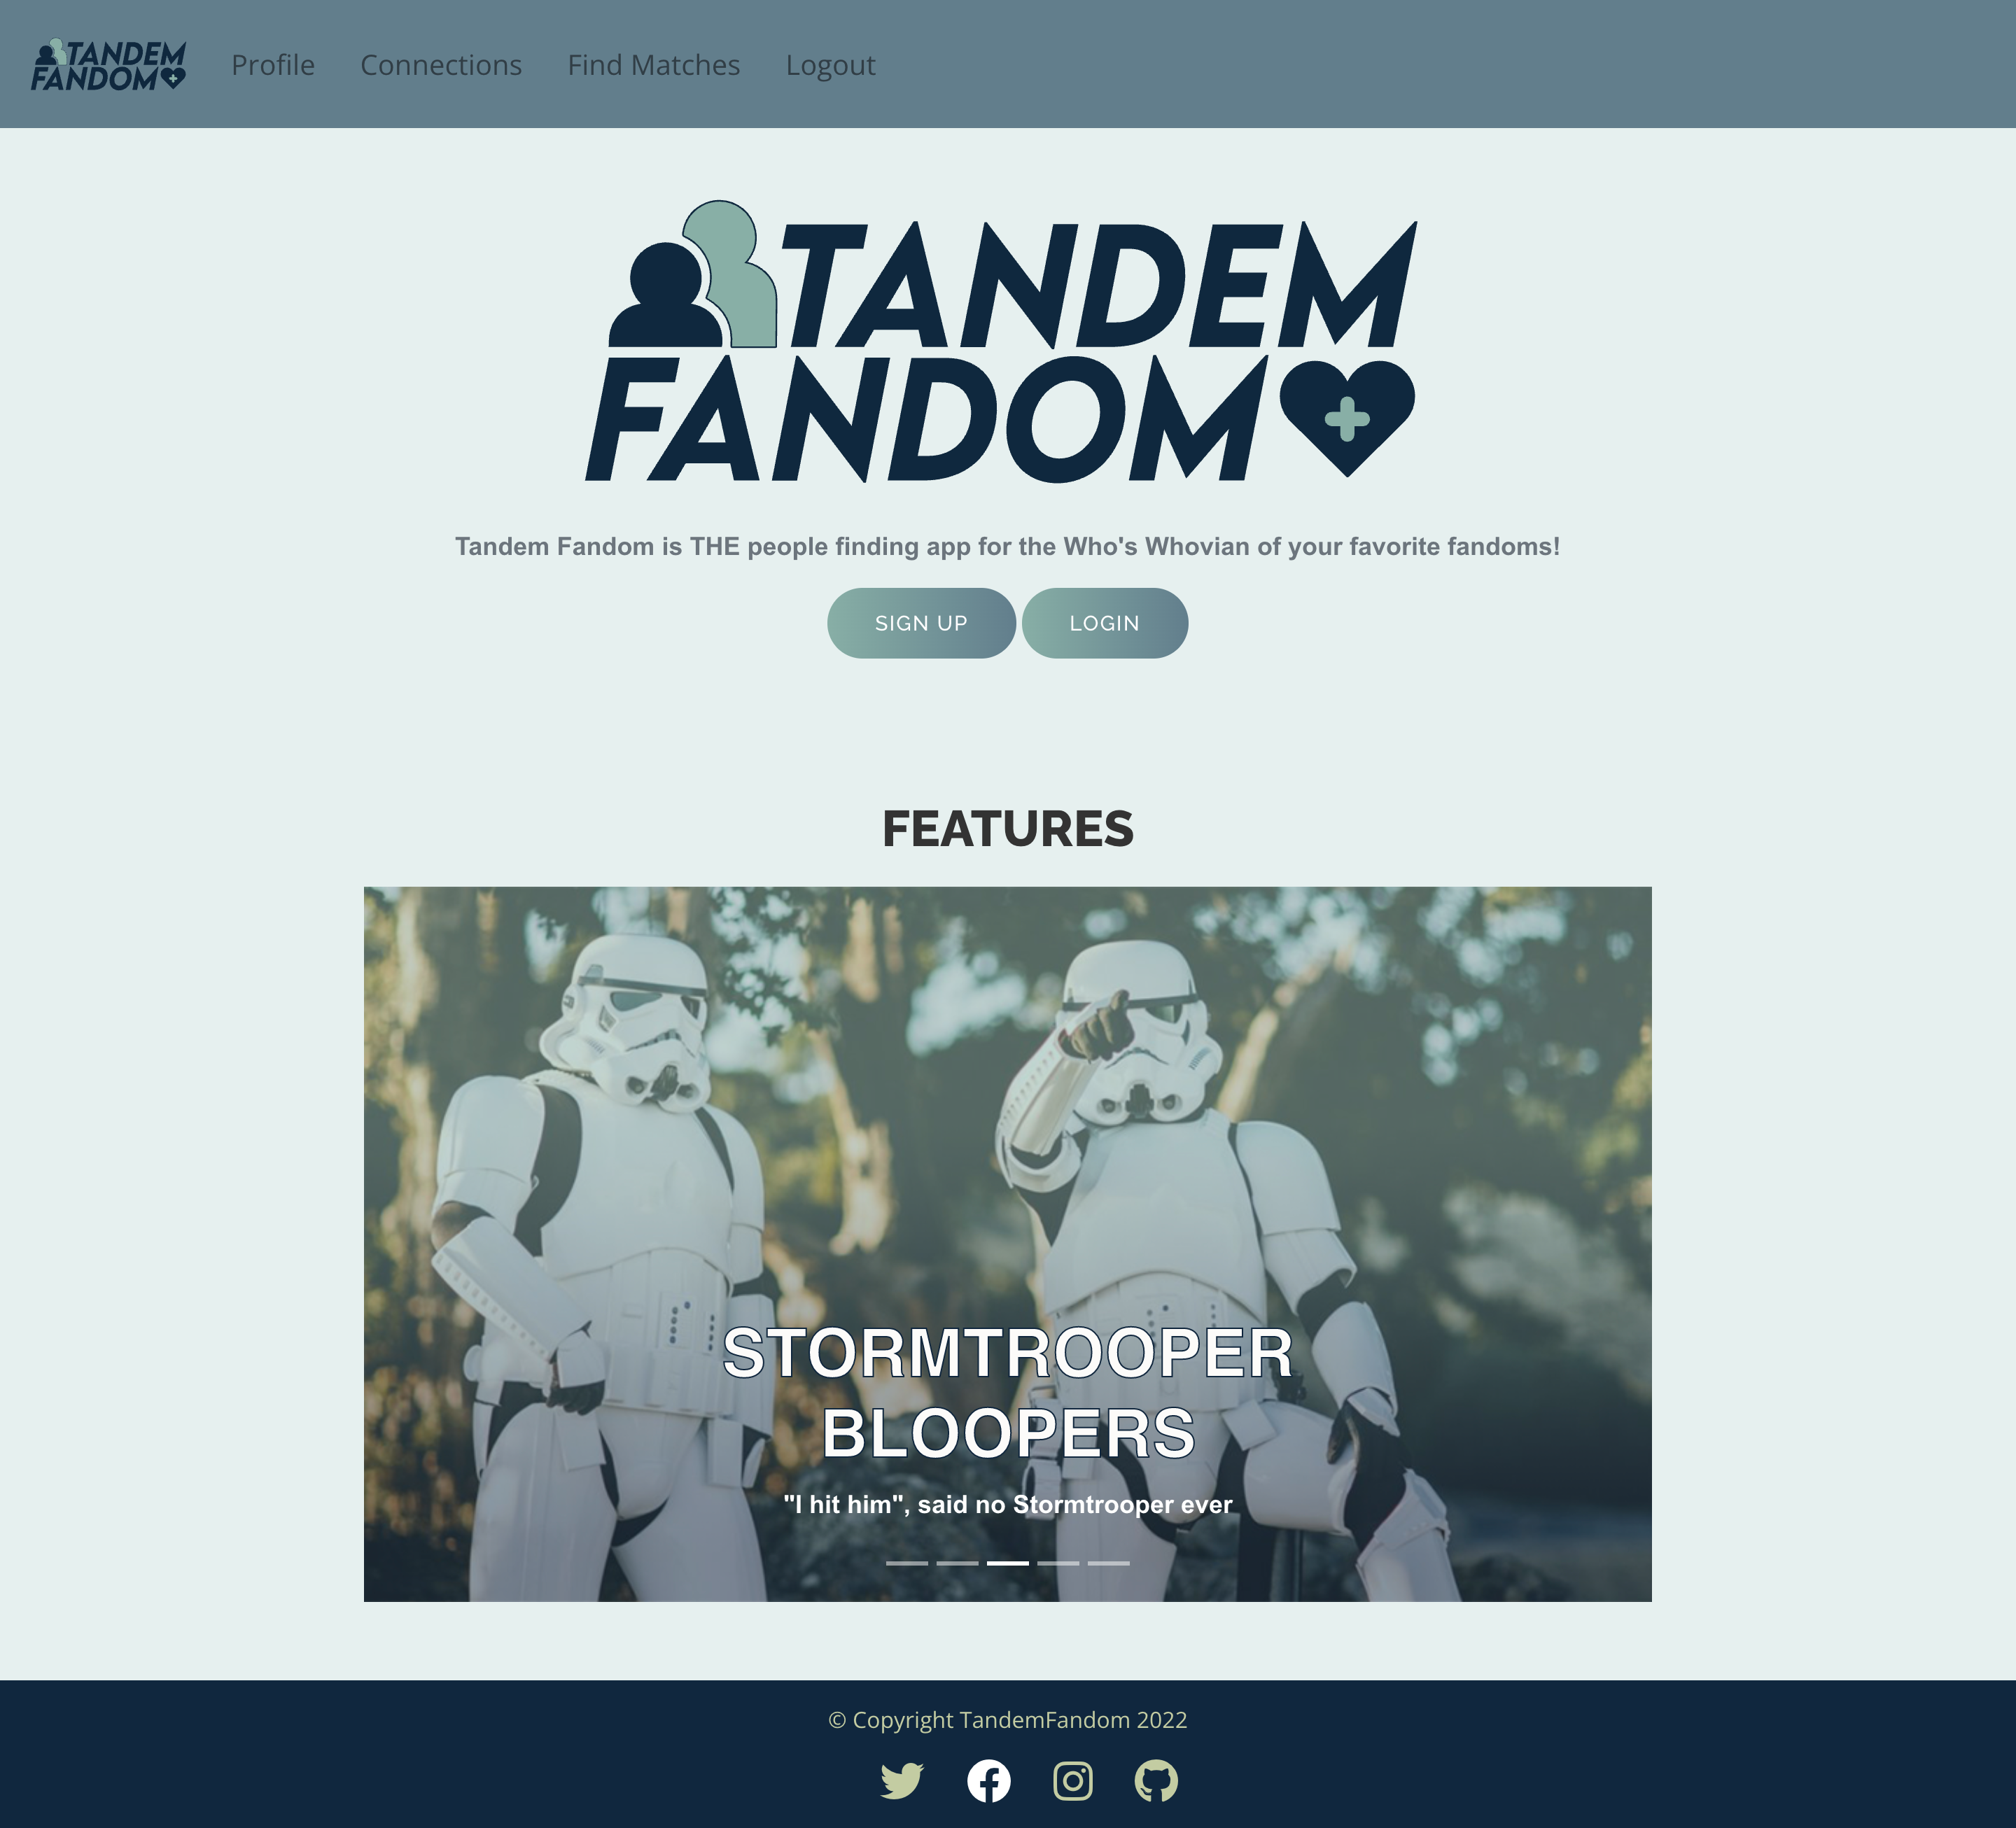 TANDEM
FANDOM
Profile
Connections
Find Matches
Logout
TANDEM
FANDOM
Tandem Fandom is THE people finding app for the Who's Whovian of your favorite fandoms!
SIGN UP
LOGIN
FEATURES
STORMTROOPER
BLOOPERS
"I hit him", said no Stormtrooper ever
© Copyright TandemFandom 2022